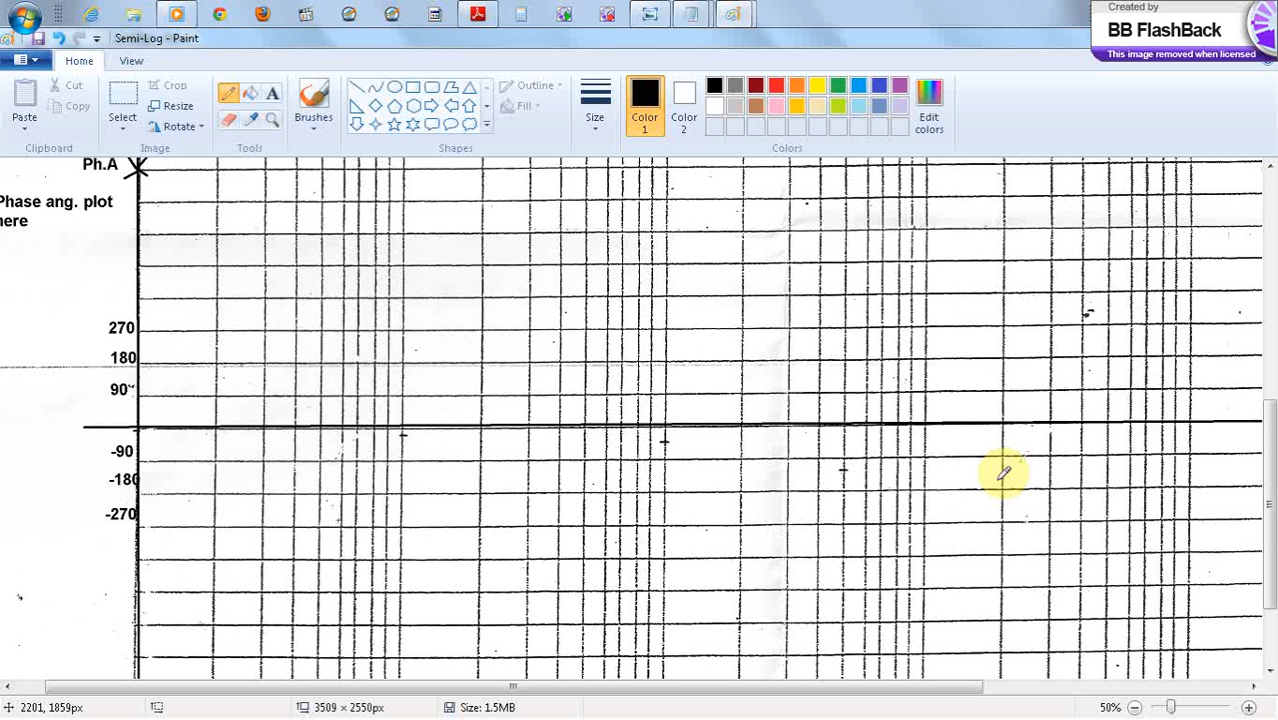 Created by
BB FlashBack
This image removed when licensed
Semi-Log - Paint
Home
View
Paste
Cut
Copy
Clipboard
Select
Crop
Resize
Rotate
Image
A
Tools
Brushes
Outline
Fill
Shapes
Size
Color
1
Color
2
Edit
colors
Colors
Ph.A
Phase ang. plot
here
270
180
90
-90
-180
-270
2201, 1859px
3509 × 2550px
Size: 1.5MB
50%